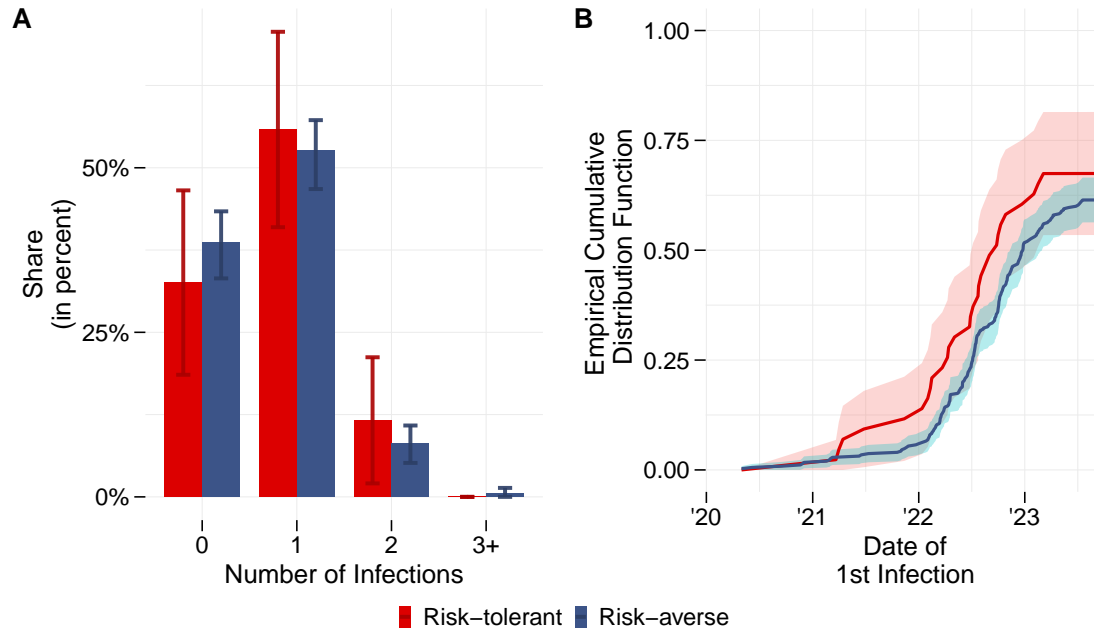 A
Share
(in percent)
50%
25%
0%
0
1
2
3+
Number of Infections
B
Empirical Cumulative
Distribution Function
1.00
0.75
0.50
0.25
0.00
'20
'21
'22
'23
Date of
1st Infection
Risk−tolerant
Risk−averse